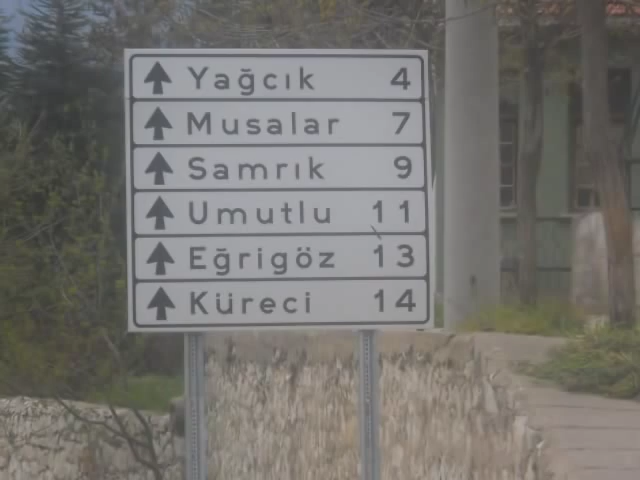 Yağcık 4
Musalar 7
Samrık 9
Umutlu 11
Eğrigöz 13
Küreci 14